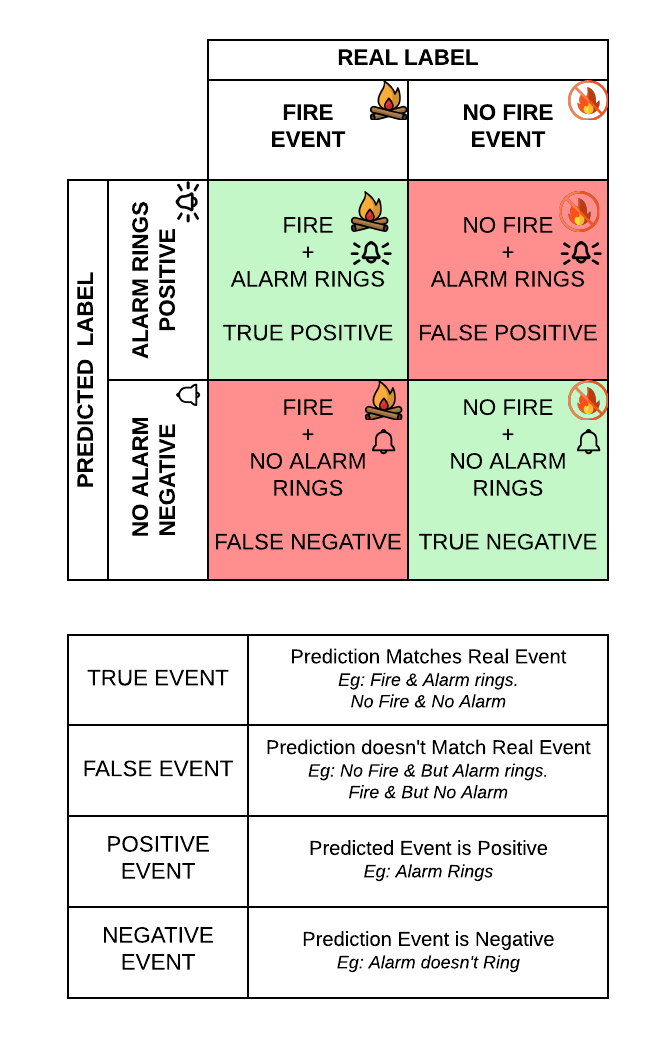 REAL LABEL
FIRE
EVENT
NO FIRE
EVENT
PREDICTED LABEL
ALARM RINGS
POSITIVE
FIRE
+
ALARM RINGS
TRUE POSITIVE
NO FIRE
+
ALARM RINGS
FALSE POSITIVE
NO ALARM
NEGATIVE
FIRE
+
NO ALARM
RINGS
FALSE NEGATIVE
NO FIRE
+
NO ALARM
RINGS
TRUE NEGATIVE
TRUE EVENT
Prediction Matches Real Event
Eg: Fire & Alarm rings.
No Fire & No Alarm
FALSE EVENT
Prediction doesn't Match Real Event
Eg: No Fire & But Alarm rings.
Fire & But No Alarm
POSITIVE
EVENT
Predicted Event is Positive
Eg: Alarm Rings
NEGATIVE
EVENT
Prediction Event is Negative
Eg: Alarm doesn't Ring